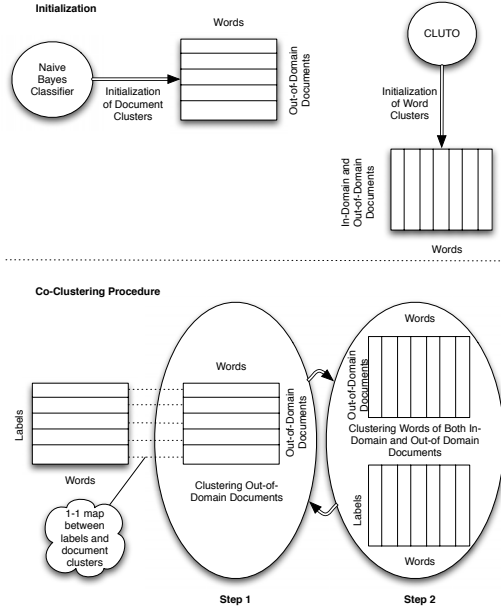 Initialization
Words
Naive
Bayes
Classifier
Initialization
of Document
Clusters
Out-of-Domain
Documents
CLUTO
Initialization
of Word
Clusters
In-Domain and
Out-of-Domain
Documents
Words
Co-Clustering Procedure
Labels
Words
1-1 map
between
labels and
document
clusters
Words
Out-of-Domain
Documents
Clustering Out-of-
Domain Documents
Step 1
Words
Out-of-Domain
Documents
Clustering Words of Both In-
Domain and Out-of Domain
Documents
Labels
Words
Step 2